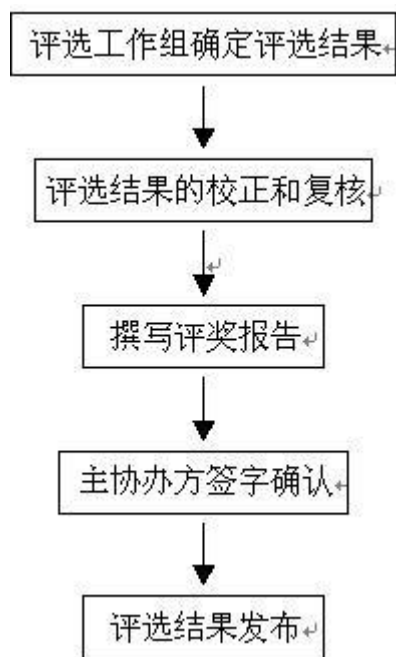 评选工作组确定评选结果
评选结果的校正和复核
撰写评奖报告
主协办方签字确认
评选结果发布